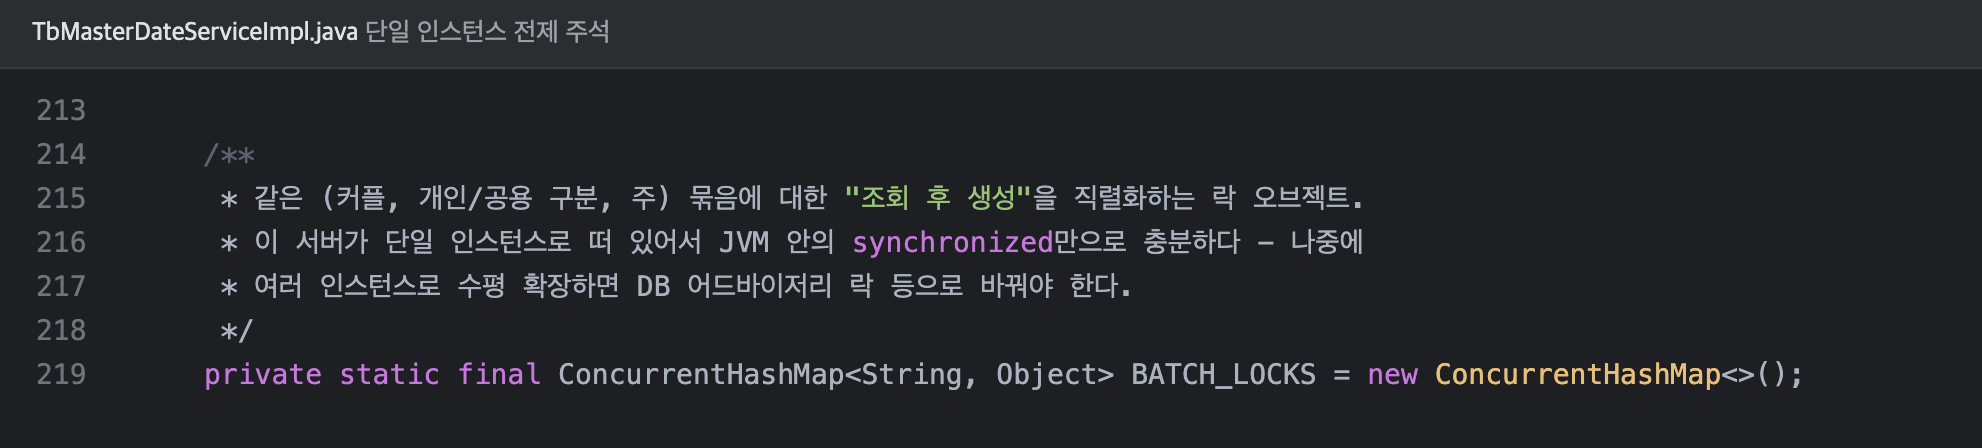 TbMasterDateServiceImpl.java 단일 인스턴스 전제 주석
213
214 /**
215 * 같은 (커플, 개인/공용 구분, 주) 묶음에 대한 "조회 후 생성"을 직렬화하는 락 오브젝트.
216 * 이 서버가 단일 인스턴스로 떠 있어서 JVM 안의 synchronized만으로 충분하다 — 나중에
217 * 여러 인스턴스로 수평 확장하면 DB 어드바이저리 락 등으로 바꿔야 한다.
218 */
219 private static final ConcurrentHashMap<String, Object> BATCH_LOCKS = new ConcurrentHashMap<>();